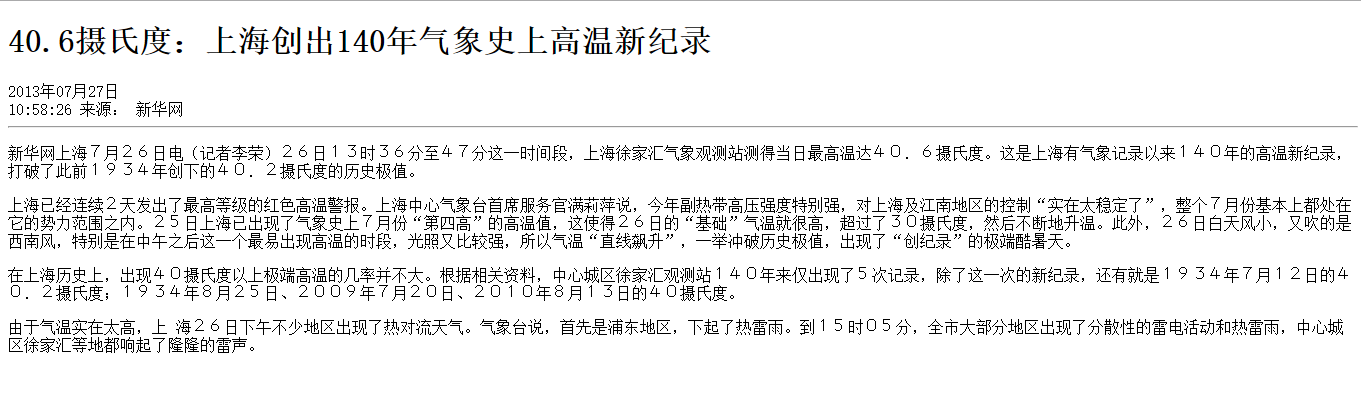 40.6摄氏度：上海创出140年气象史上高温新纪录
2013年07月27日
10:58:26 来源： 新华网
新华网上海７月２６日电（记者李荣）２６日１３时３６分至４７分这一时间段，上海徐家汇气象观测站测得当日最高温达４０．６摄氏度。这是上海有气象记录以来１４０年的高温新纪录，
打破了此前１９３４年创下的４０．２摄氏度的历史极值。
上海已经连续２天发出了最高等级的红色高温警报。上海中心气象台首席服务官满莉萍说，今年副热带高压强度特别强，对上海及江南地区的控制“实在太稳定了”，整个７月份基本上都处在
它的势力范围之内。２５日上海已出现了气象史上７月份“第四高”的高温值，这使得２６日的“基础”气温就很高，超过了３０摄氏度，然后不断地升温。此外，２６日白天风小，又吹的是
西南风，特别是在中午之后这一个最易出现高温的时段，光照又比较强，所以气温“直线飙升”，一举冲破历史极值，出现了“创纪录”的极端酷暑天。
在上海历史上，出现４０摄氏度以上极端高温的几率并不大。根据相关资料，中心城区徐家汇观测站１４０年来仅出现了５次记录，除了这一次的新纪录，还有就是１９３４年７月１２日的４
０．２摄氏度；１９３４年８月２５日、２００９年７月２０日、２０１０年８月１３日的４０摄氏度。
由于气温实在太高，上 海２６日下午不少地区出现了热对流天气。气象台说，首先是浦东地区，下起了热雷雨。到１５时０５分，全市大部分地区出现了分散性的雷电活动和热雷雨，中心城
区徐家汇等地都响起了隆隆的雷声。